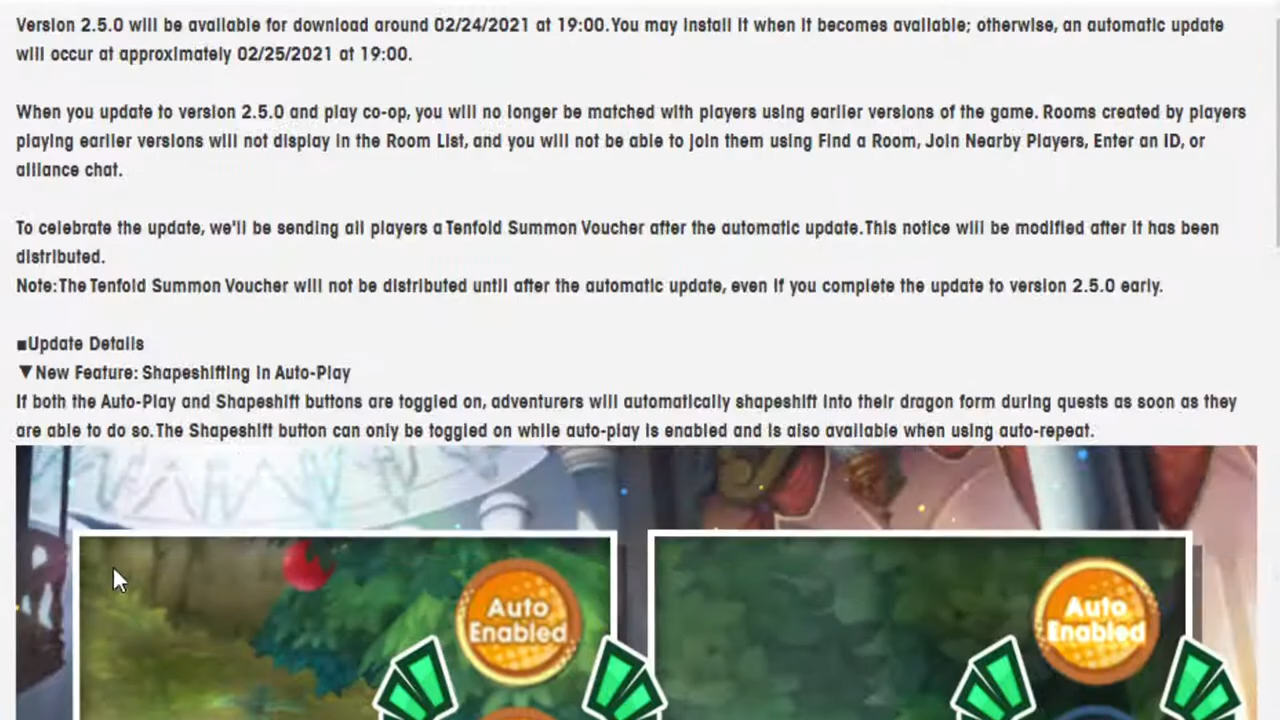 Version 2.5.0 will be available for download around 02/24/2021 at 19:00.You may install it when it becomes available; otherwise, an automatic update
will occur at approximately 02/25/2021 at 19:00.
When you update to version 2.5.0 and play co-op, you will no longer be matched with players using earlier versions of the game. Rooms created by players
playing earlier versions will not display in the Room List, and you will not be able to join them using Find a Room, Join Nearby Players, Enter an ID, or
alliance chat.
To celebrate the update, we'll be sending all players a Tenfold Summon Voucher after the automatic update.This notice will be modified after it has been
distributed.
Note:The Tenfold Summon Voucher will not be distributed until after the automatic update, even if you complete the update to version 2.5.0 early.
■Update Details
▼New Feature: Shapeshifting in Auto-Play
If both the Auto-Play and Shapeshift buttons are toggled on, adventurers will automatically shapeshift into their dragon form during quests as soon as they
are able to do so.The Shapeshift button can only be toggled on while auto-play is enabled and is also available when using auto-repeat.
Auto
Enabled
Auto
Enabled